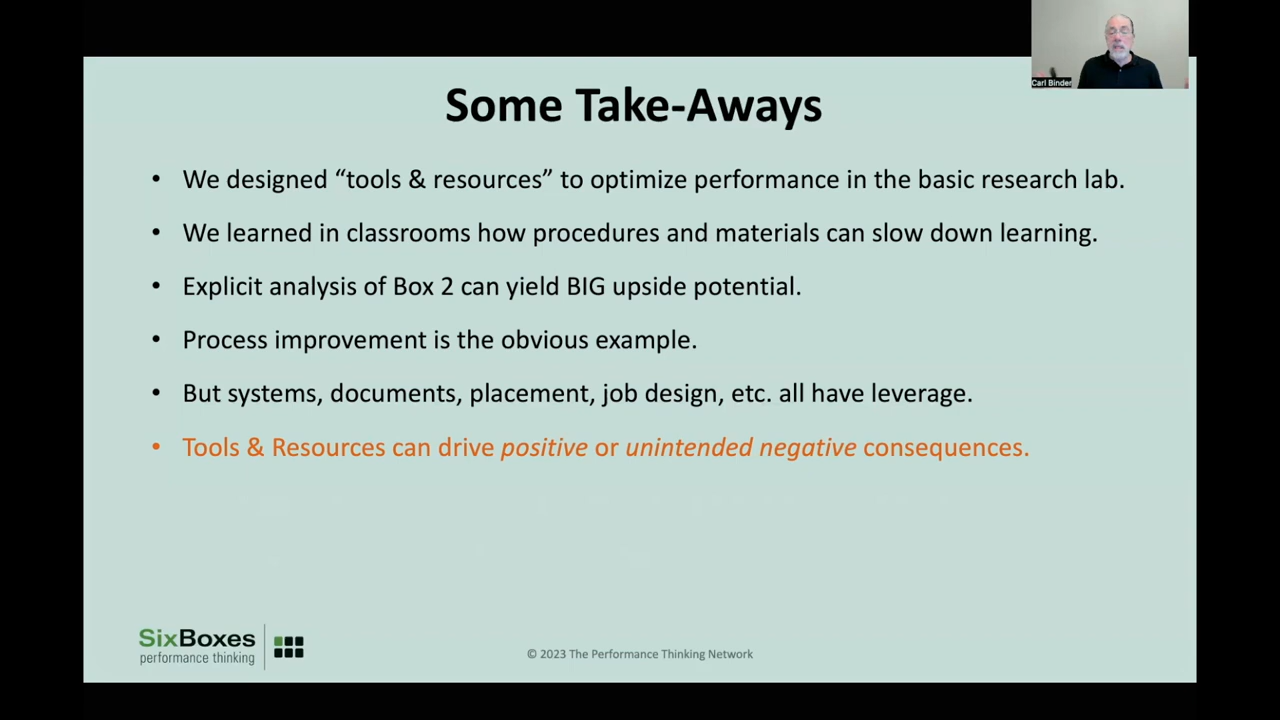 Carl Binder
Some Take-Aways
• We designed “tools & resources” to optimize performance in the basic research lab.
• We learned in classrooms how procedures and materials can slow down learning.
• Explicit analysis of Box 2 can yield BIG upside potential.
• Process improvement is the obvious example.
• But systems, documents, placement, job design, etc. all have leverage.
• Tools & Resources can drive positive or unintended negative consequences.
SixBoxes
performance thinking
© 2023 The Performance Thinking Network